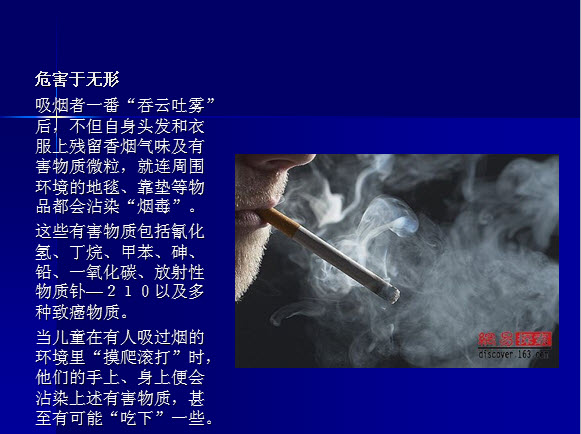 危害于无形
吸烟者一番“吞云吐雾”
后，不但自身头发和衣
服上残留香烟气味及有
害物质微粒，就连周围
环境的地毯、靠垫等物
品都会沾染“烟毒”。
这些有害物质包括氰化
氢、丁烷、甲苯、砷、
铅、一氧化碳、放射性
物质钋—２１０以及多
种致癌物质。
当儿童在有人吸过烟的
环境里“摸爬滚打”时，
他们的手上、身上便会
沾染上述有害物质，甚
至有可能“吃下”一些。
網易探索
discover.163.com